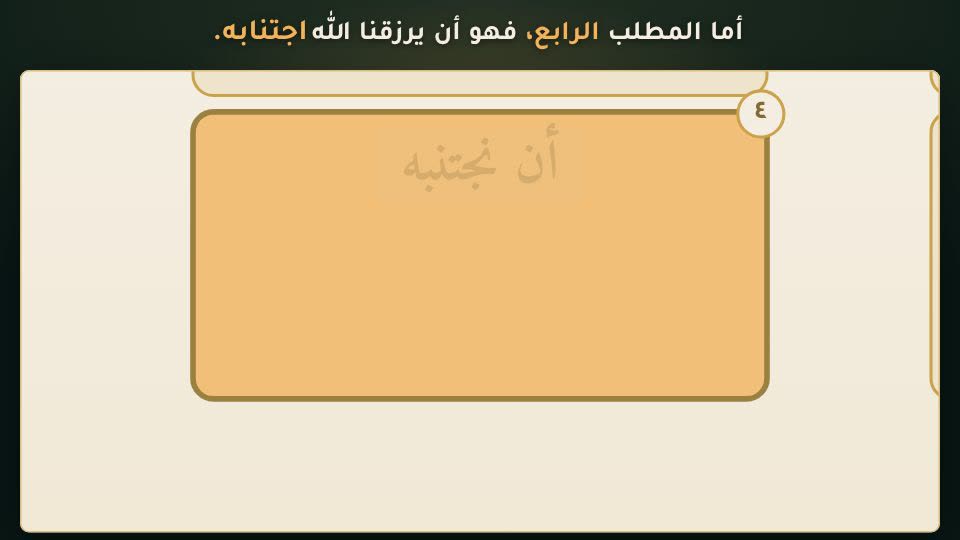 أما المطلب الرابع، فهو أن يرزقنا الله اجتنابه.
٤
أن نجتنبه